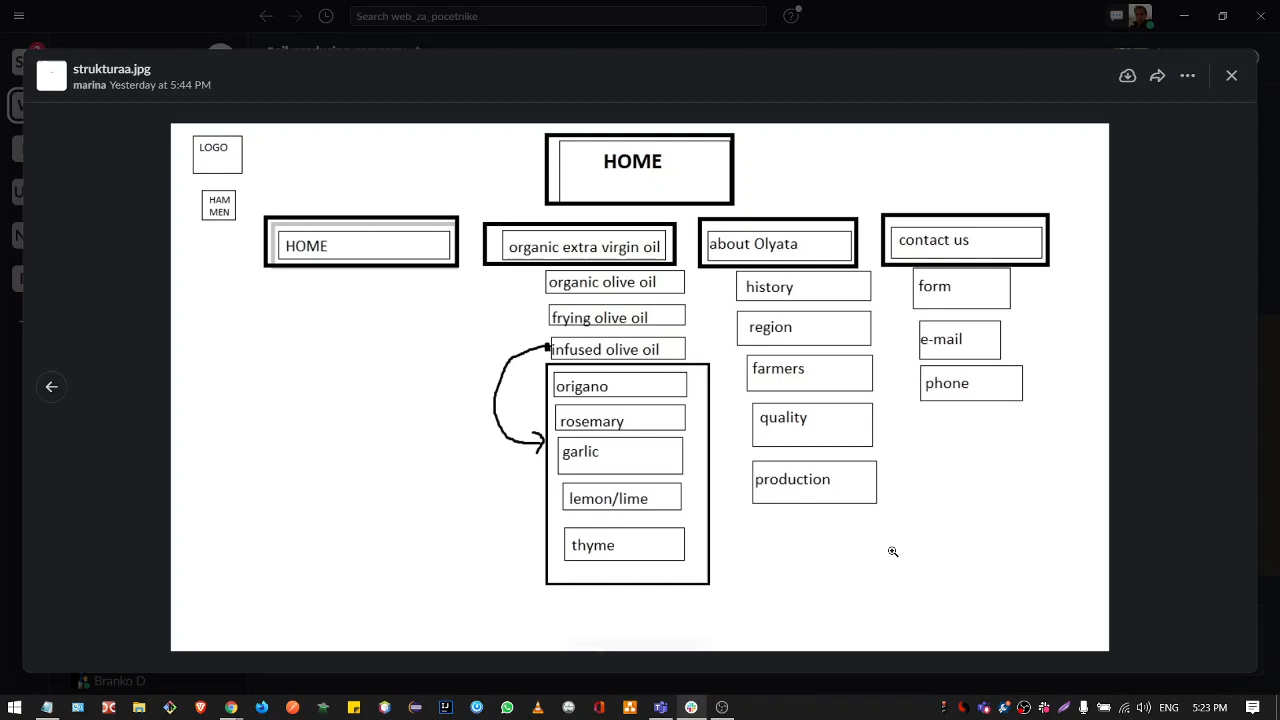 Search web_za_pocetnike
strukturaa.jpg
marina Yesterday at 5:44 PM
LOGO
HAM
MEN
HOME
HOME
organic extra virgin oil
about Olyata
contact us
organic olive oil
frying olive oil
infused olive oil
origano
rosemary
garlic
lemon/lime
thyme
history
region
farmers
quality
production
form
e-mail
phone
Branko D
ENG
5:23 PM